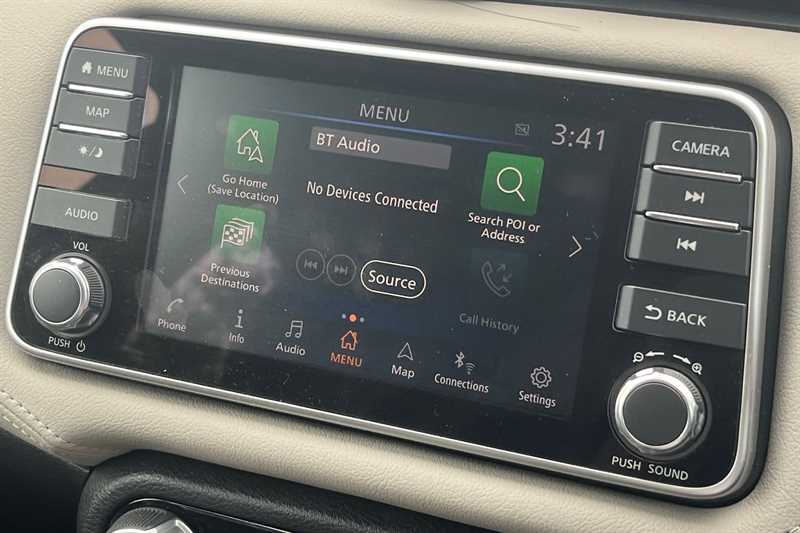 MENU
MAP
AUDIO
VOL
PUSH
MENU
3:41
Go Home
(Save Location)
BT Audio
No Devices Connected
Search POI or
Address
Previous
Destinations
Source
Call History
Phone
Info
Audio
MENU
Map
Connections
Settings
CAMERA
BACK
PUSH SOUND